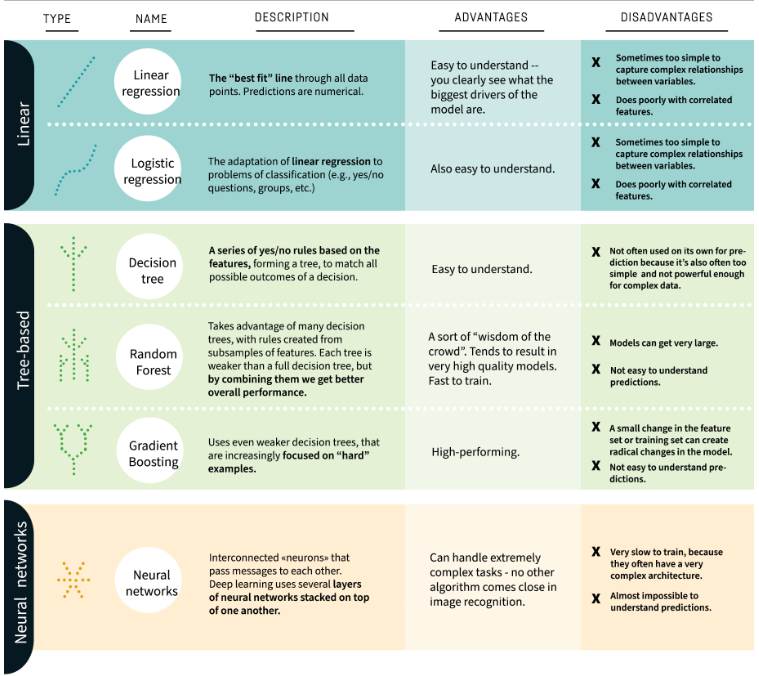 TYPE NAME DESCRIPTION ADVANTAGES DISADVANTAGES
Linear
Linear
regression
The “best fit” line through all data
points. Predictions are numerical.
Easy to understand --
you clearly see what the
biggest drivers of the
model are.
X Sometimes too simple to
capture complex relationships
between variables.
X Does poorly with correlated
features.
Logistic
regression
The adaptation of linear regression to
problems of classification (e.g., yes/no
questions, groups, etc.)
Also easy to understand.
X Sometimes too simple to
capture complex relationships
between variables.
X Does poorly with correlated
features.
Tree-based
Decision
tree
A series of yes/no rules based on the
features, forming a tree, to match all
possible outcomes of a decision.
Easy to understand.
X Not often used on its own for pre-
diction because it’s also often too
simple and not powerful enough
for complex data.
Random
Forest
Takes advantage of many decision
trees, with rules created from
subsamples of features. Each tree is
weaker than a full decision tree, but
by combining them we get better
overall performance.
A sort of “wisdom of the
crowd”. Tends to result in
very high quality models.
Fast to train.
X Models can get very large.
X Not easy to understand
predictions.
Gradient
Boosting
Uses even weaker decision trees, that
are increasingly focused on “hard”
examples.
High-performing.
X A small change in the feature
set or training set can create
radical changes in the model.
X Not easy to understand pre-
dictions.
Neural networks
Neural
networks
Interconnected «neurons» that
pass messages to each other.
Deep learning uses several layers
of neural networks stacked on top
of one another.
Can handle extremely
complex tasks - no other
algorithm comes close in
image recognition.
X Very slow to train, because
they often have a very
complex architecture.
X Almost impossible to
understand predictions.